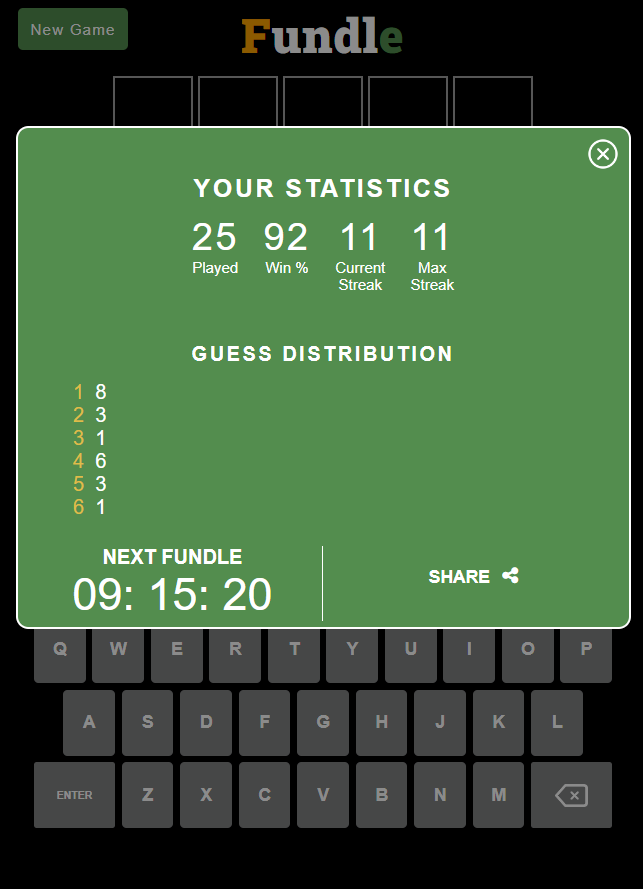 New Game
Fundle
YOUR STATISTICS
25 92 11 11
Played Win % Current Streak Max Streak
GUESS DISTRIBUTION
1 8
2 3
3 1
4 6
5 3
6 1
NEXT FUNDLE
09: 15: 20
SHARE
Q W E R T Y U I O P
A S D F G H J K L
ENTER Z X C V B N M